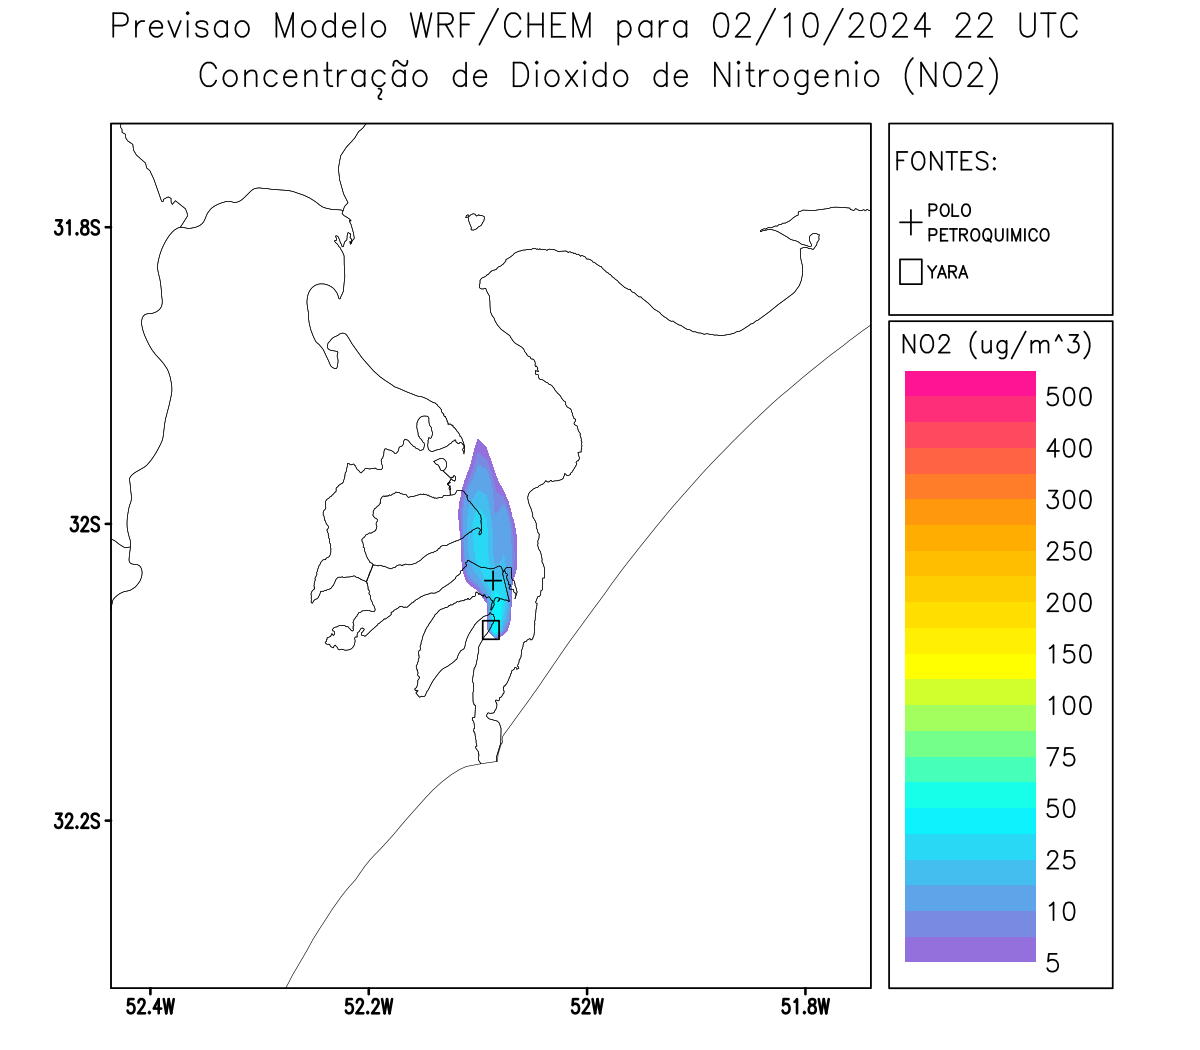 Previsao Modelo WRF/CHEM para 02/10/2024 22 UTC
Concentração de Dioxido de Nitrogenio (NO2)
FONTES:
POLO
PETROQUIMICO
YARA
NO2 (ug/m^3)
500
400
300
250
200
150
100
75
50
25
10
5
31.8S
32S
32.2S
52.4W
52.2W
52W
51.8W